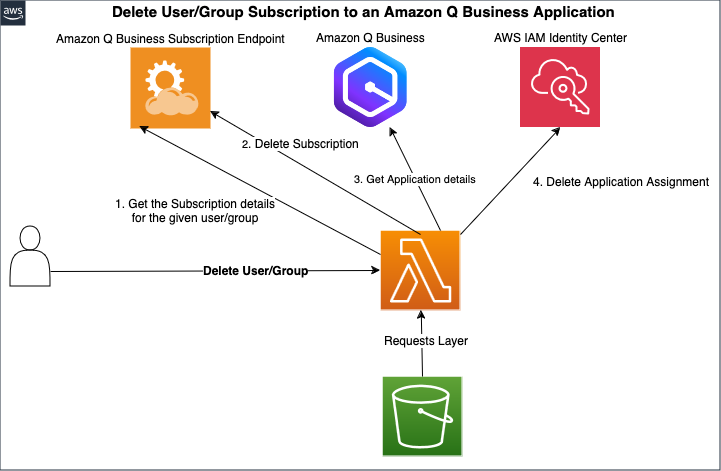 aws
Delete User/Group Subscription to an Amazon Q Business Application
Amazon Q Business Subscription Endpoint
Amazon Q Business
AWS IAM Identity Center
2. Delete Subscription
3. Get Application details
4. Delete Application Assignment
1. Get the Subscription details
for the given user/group
Delete User/Group
Requests Layer